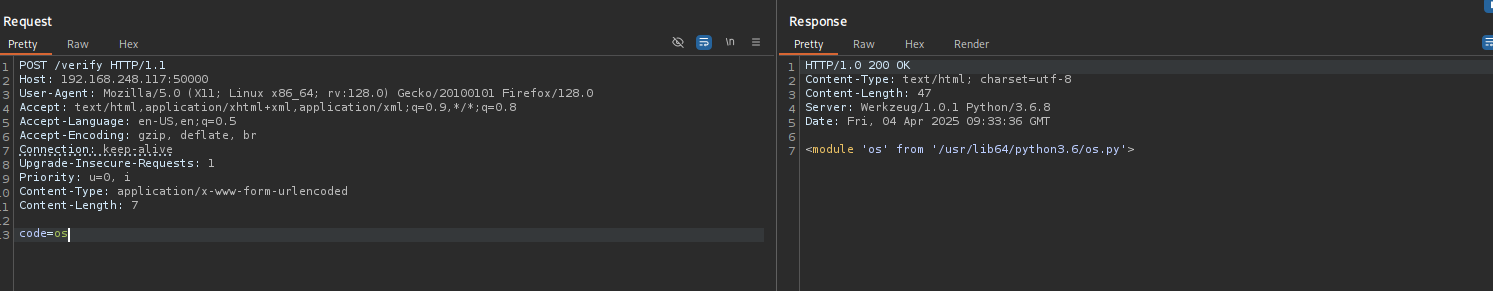 Request
Pretty Raw Hex
\n
1 POST /verify HTTP/1.1
2 Host: 192.168.248.117:50000
3 User-Agent: Mozilla/5.0 (X11; Linux x86_64; rv:128.0) Gecko/20100101 Firefox/128.0
4 Accept: text/html,application/xhtml+xml,application/xml;q=0.9,*/*;q=0.8
5 Accept-Language: en-US,en;q=0.5
6 Accept-Encoding: gzip, deflate, br
7 Connection: keep-alive
8 Upgrade-Insecure-Requests: 1
9 Priority: u=0, i
10 Content-Type: application/x-www-form-urlencoded
11 Content-Length: 7
12
13 code=os
Response
Pretty Raw Hex Render
1 HTTP/1.0 200 OK
2 Content-Type: text/html; charset=utf-8
3 Content-Length: 47
4 Server: Werkzeug/1.0.1 Python/3.6.8
5 Date: Fri, 04 Apr 2025 09:33:36 GMT
6
7 <module 'os' from '/usr/lib64/python3.6/os.py'>